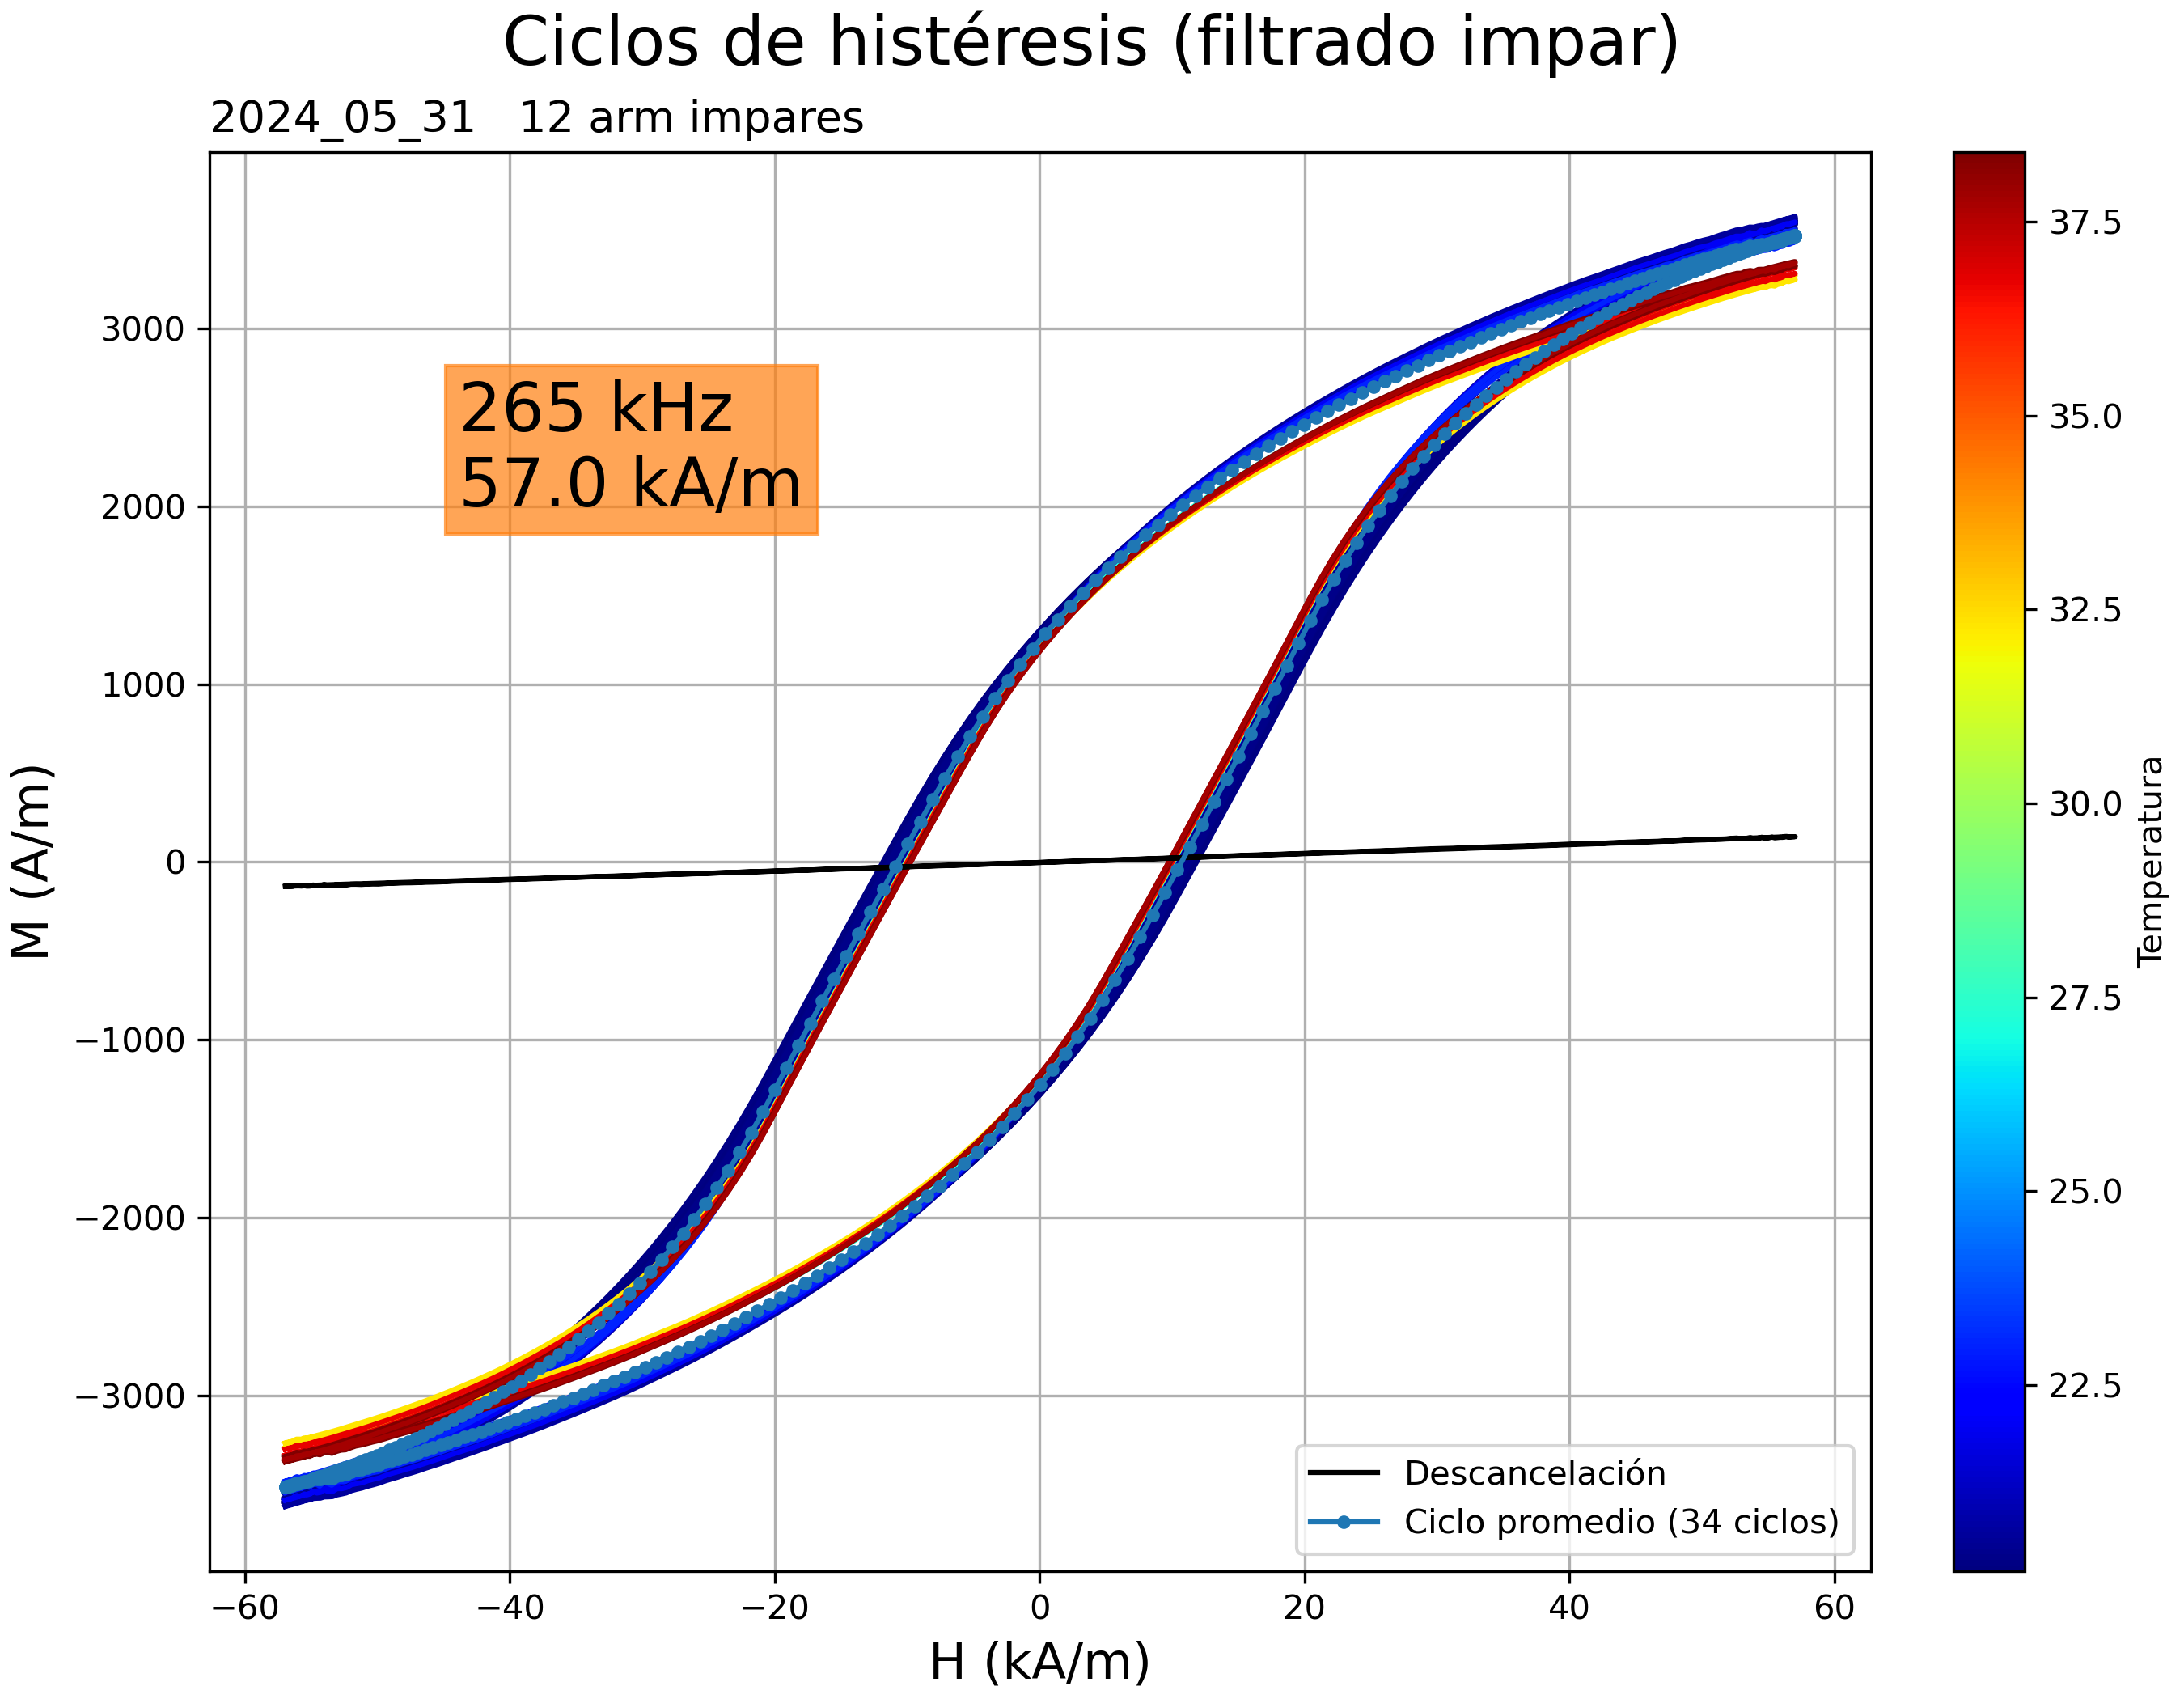 Ciclos de histéresis (filtrado impar)
2024_05_31   12 arm impares
265 kHz
57.0 kA/m
M (A/m)
3000
2000
1000
0
−1000
−2000
−3000
−60
−40
−20
0
20
40
60
H (kA/m)
Descancelación
Ciclo promedio (34 ciclos)
37.5
35.0
32.5
30.0
27.5
25.0
22.5
Temperatura